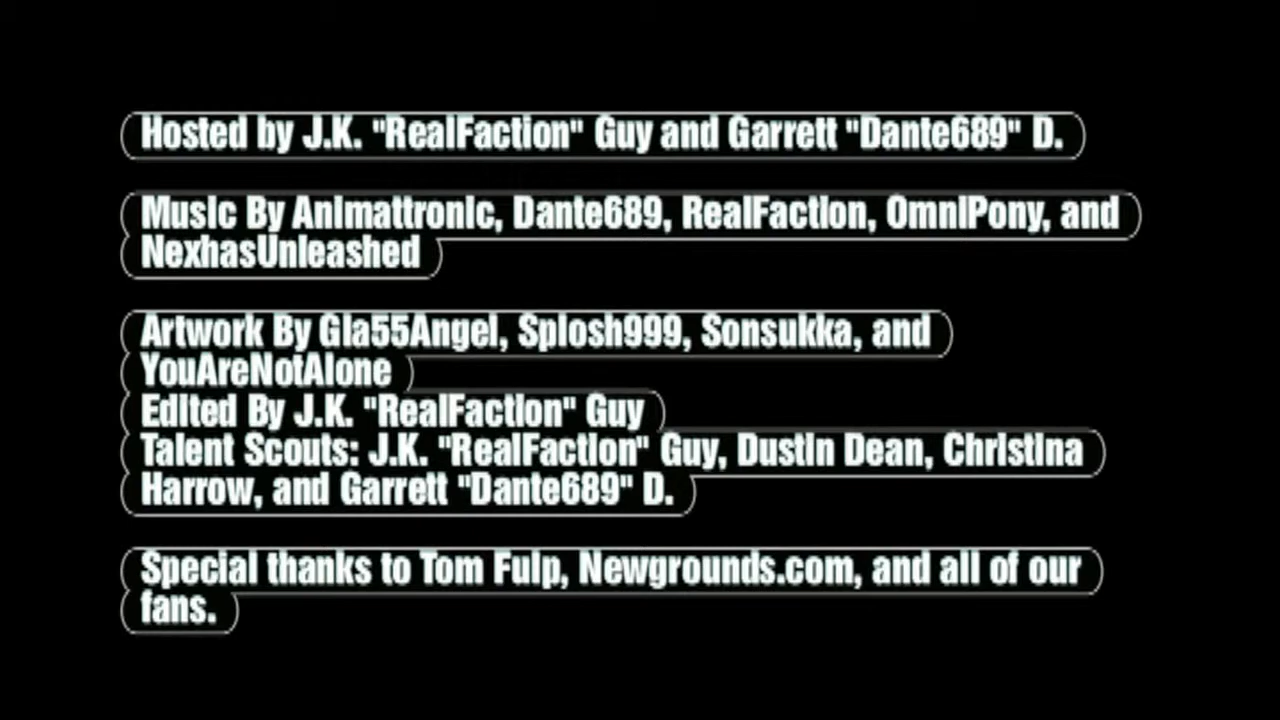 Hosted by J.K. "RealFaction" Guy and Garrett "Dante689" D.
Music By Animattronic, Dante689, RealFaction, OmniPony, and
NexhasUnleashed
Artwork By Gla55Angel, Splosh999, Sonsukka, and
YouAreNotAlone
Edited By J.K. "RealFaction" Guy
Talent Scouts: J.K. "RealFaction" Guy, Dustin Dean, Christina
Harrow, and Garrett "Dante689" D.
Special thanks to Tom Fulp, Newgrounds.com, and all of our
fans.